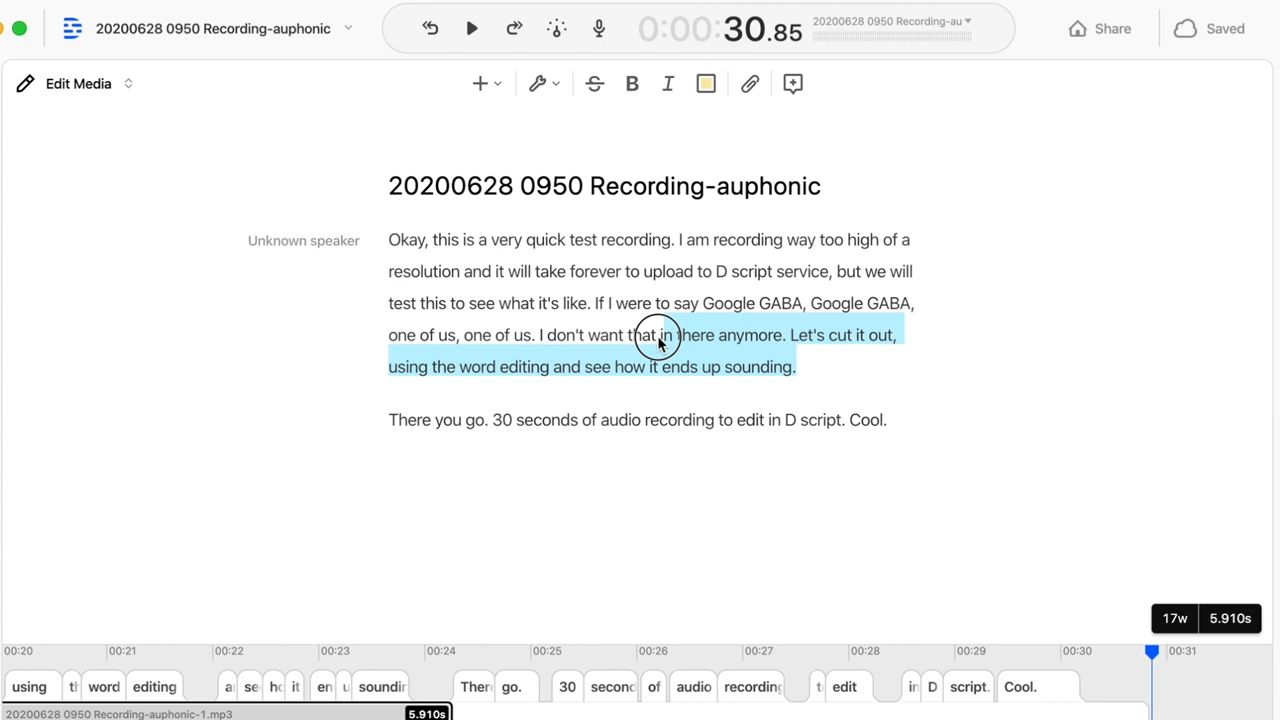 20200628 0950 Recording-auphonic
0:00:30.85
20200628 0950 Recording-au
Share
Saved
Edit Media
20200628 0950 Recording-auphonic
Unknown speaker
Okay, this is a very quick test recording. I am recording way too high of a
resolution and it will take forever to upload to D script service, but we will
test this to see what it's like. If I were to say Google GABA, Google GABA,
one of us, one of us. I don't want that in there anymore. Let's cut it out,
using the word editing and see how it ends up sounding.
There you go. 30 seconds of audio recording to edit in D script. Cool.
17w 5.910s
00:20 00:21 00:22 00:23 00:24 00:25 00:26 00:27 00:28 00:29 00:30 00:31
using th word editing a se ho it en u soundin Ther go. 30 second of audio recording t edit in D script. Cool.
20200628 0950 Recording-auphonic-1.mp3 5.910s